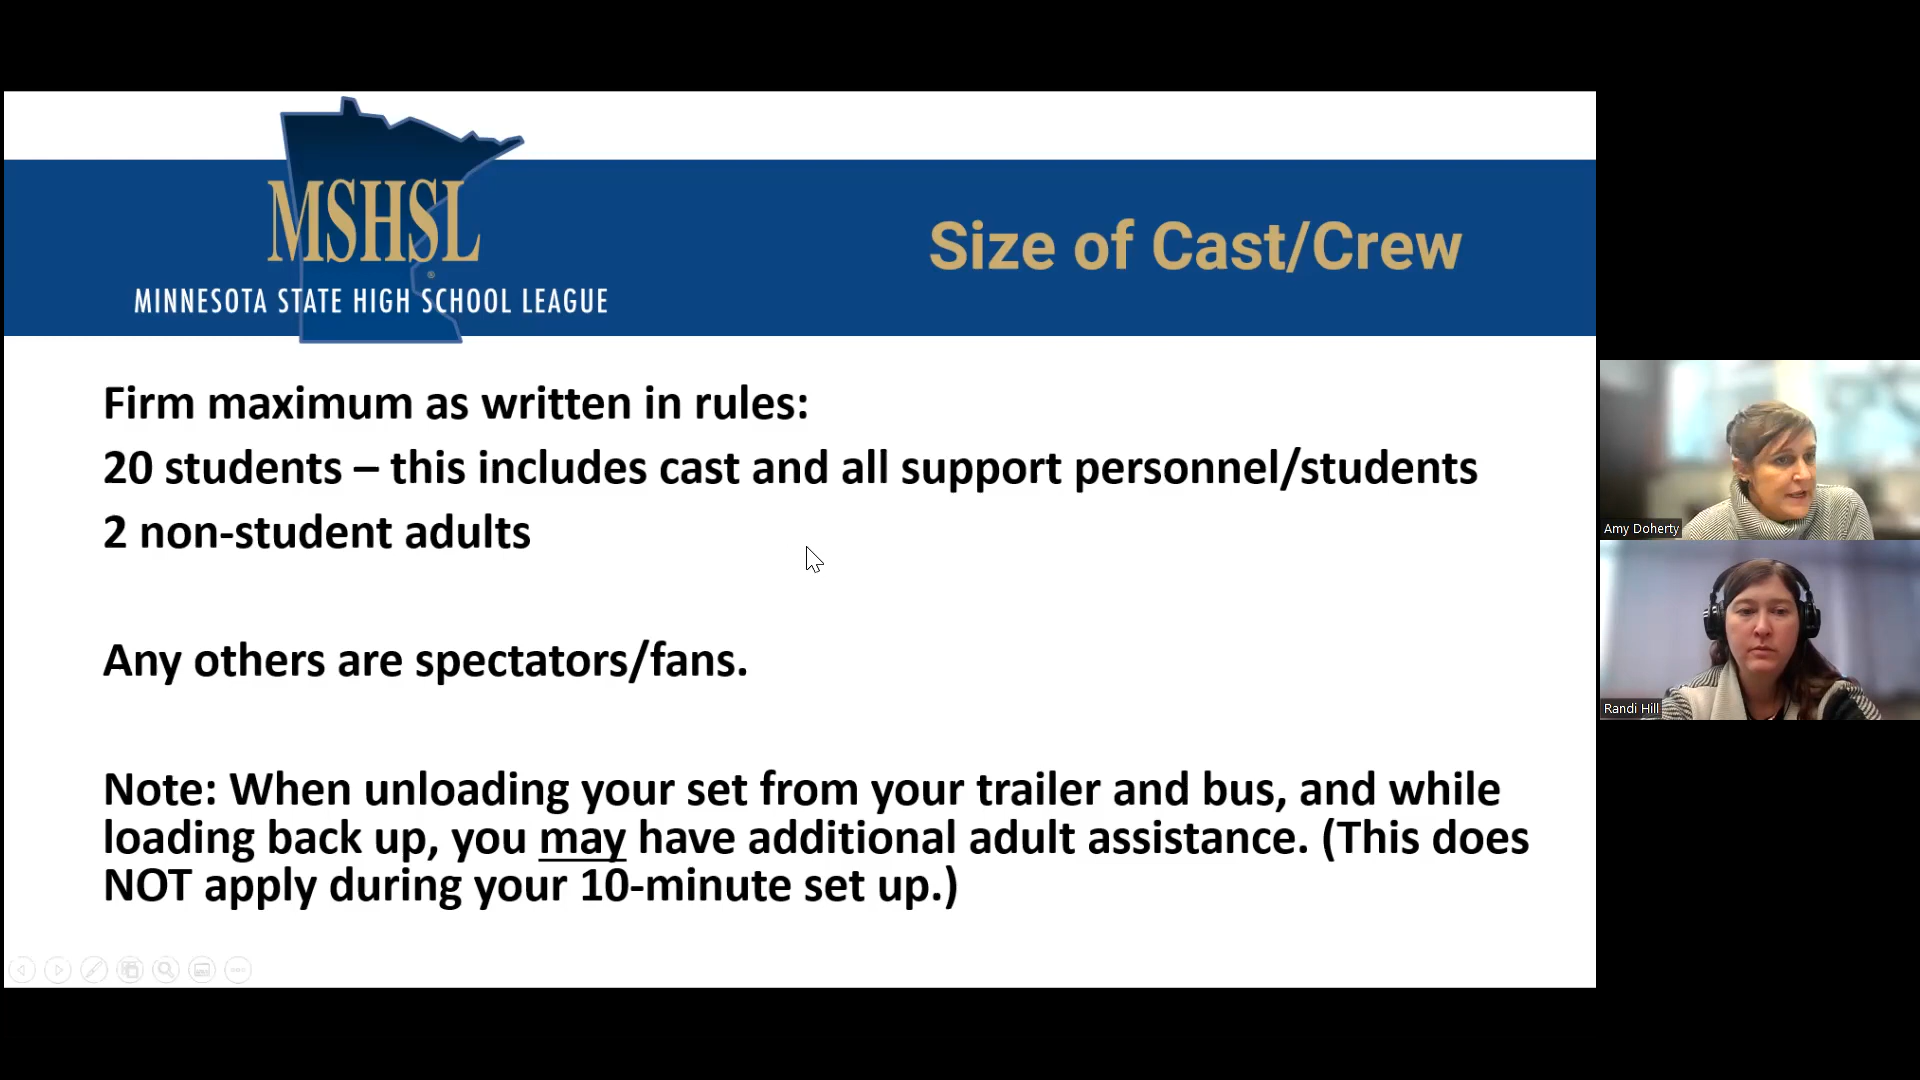 MSHSL
®
MINNESOTA STATE HIGH SCHOOL LEAGUE
Size of Cast/Crew
Firm maximum as written in rules:
20 students – this includes cast and all support personnel/students
2 non-student adults
Any others are spectators/fans.
Note: When unloading your set from your trailer and bus, and while
loading back up, you may have additional adult assistance. (This does
NOT apply during your 10-minute set up.)
Amy Doherty
Randi Hill